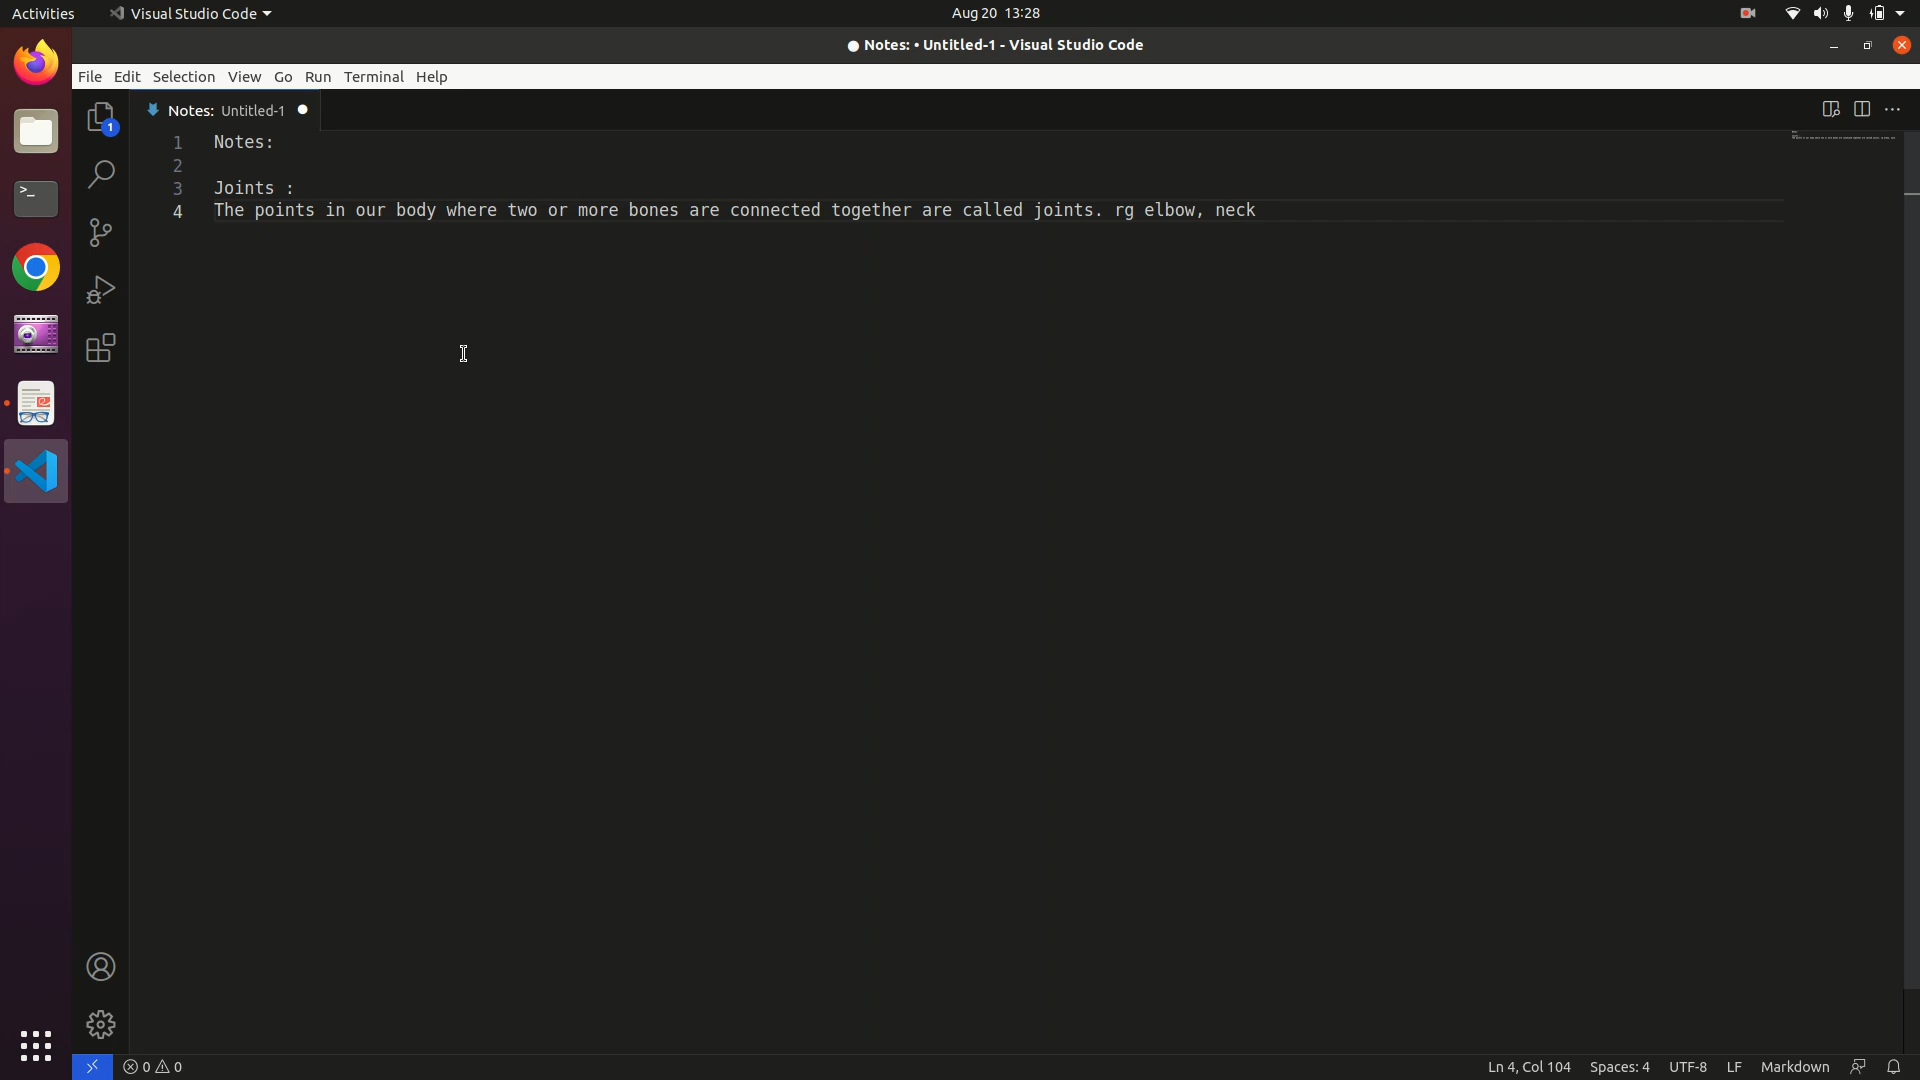 Activities Visual Studio Code Aug 20 13:28
● Notes: • Untitled-1 - Visual Studio Code
File Edit Selection View Go Run Terminal Help
Notes: Untitled-1
1
1 Notes:
2
3 Joints :
4 The points in our body where two or more bones are connected together are called joints. rg elbow, neck
0 0 Ln 4, Col 104 Spaces: 4 UTF-8 LF Markdown